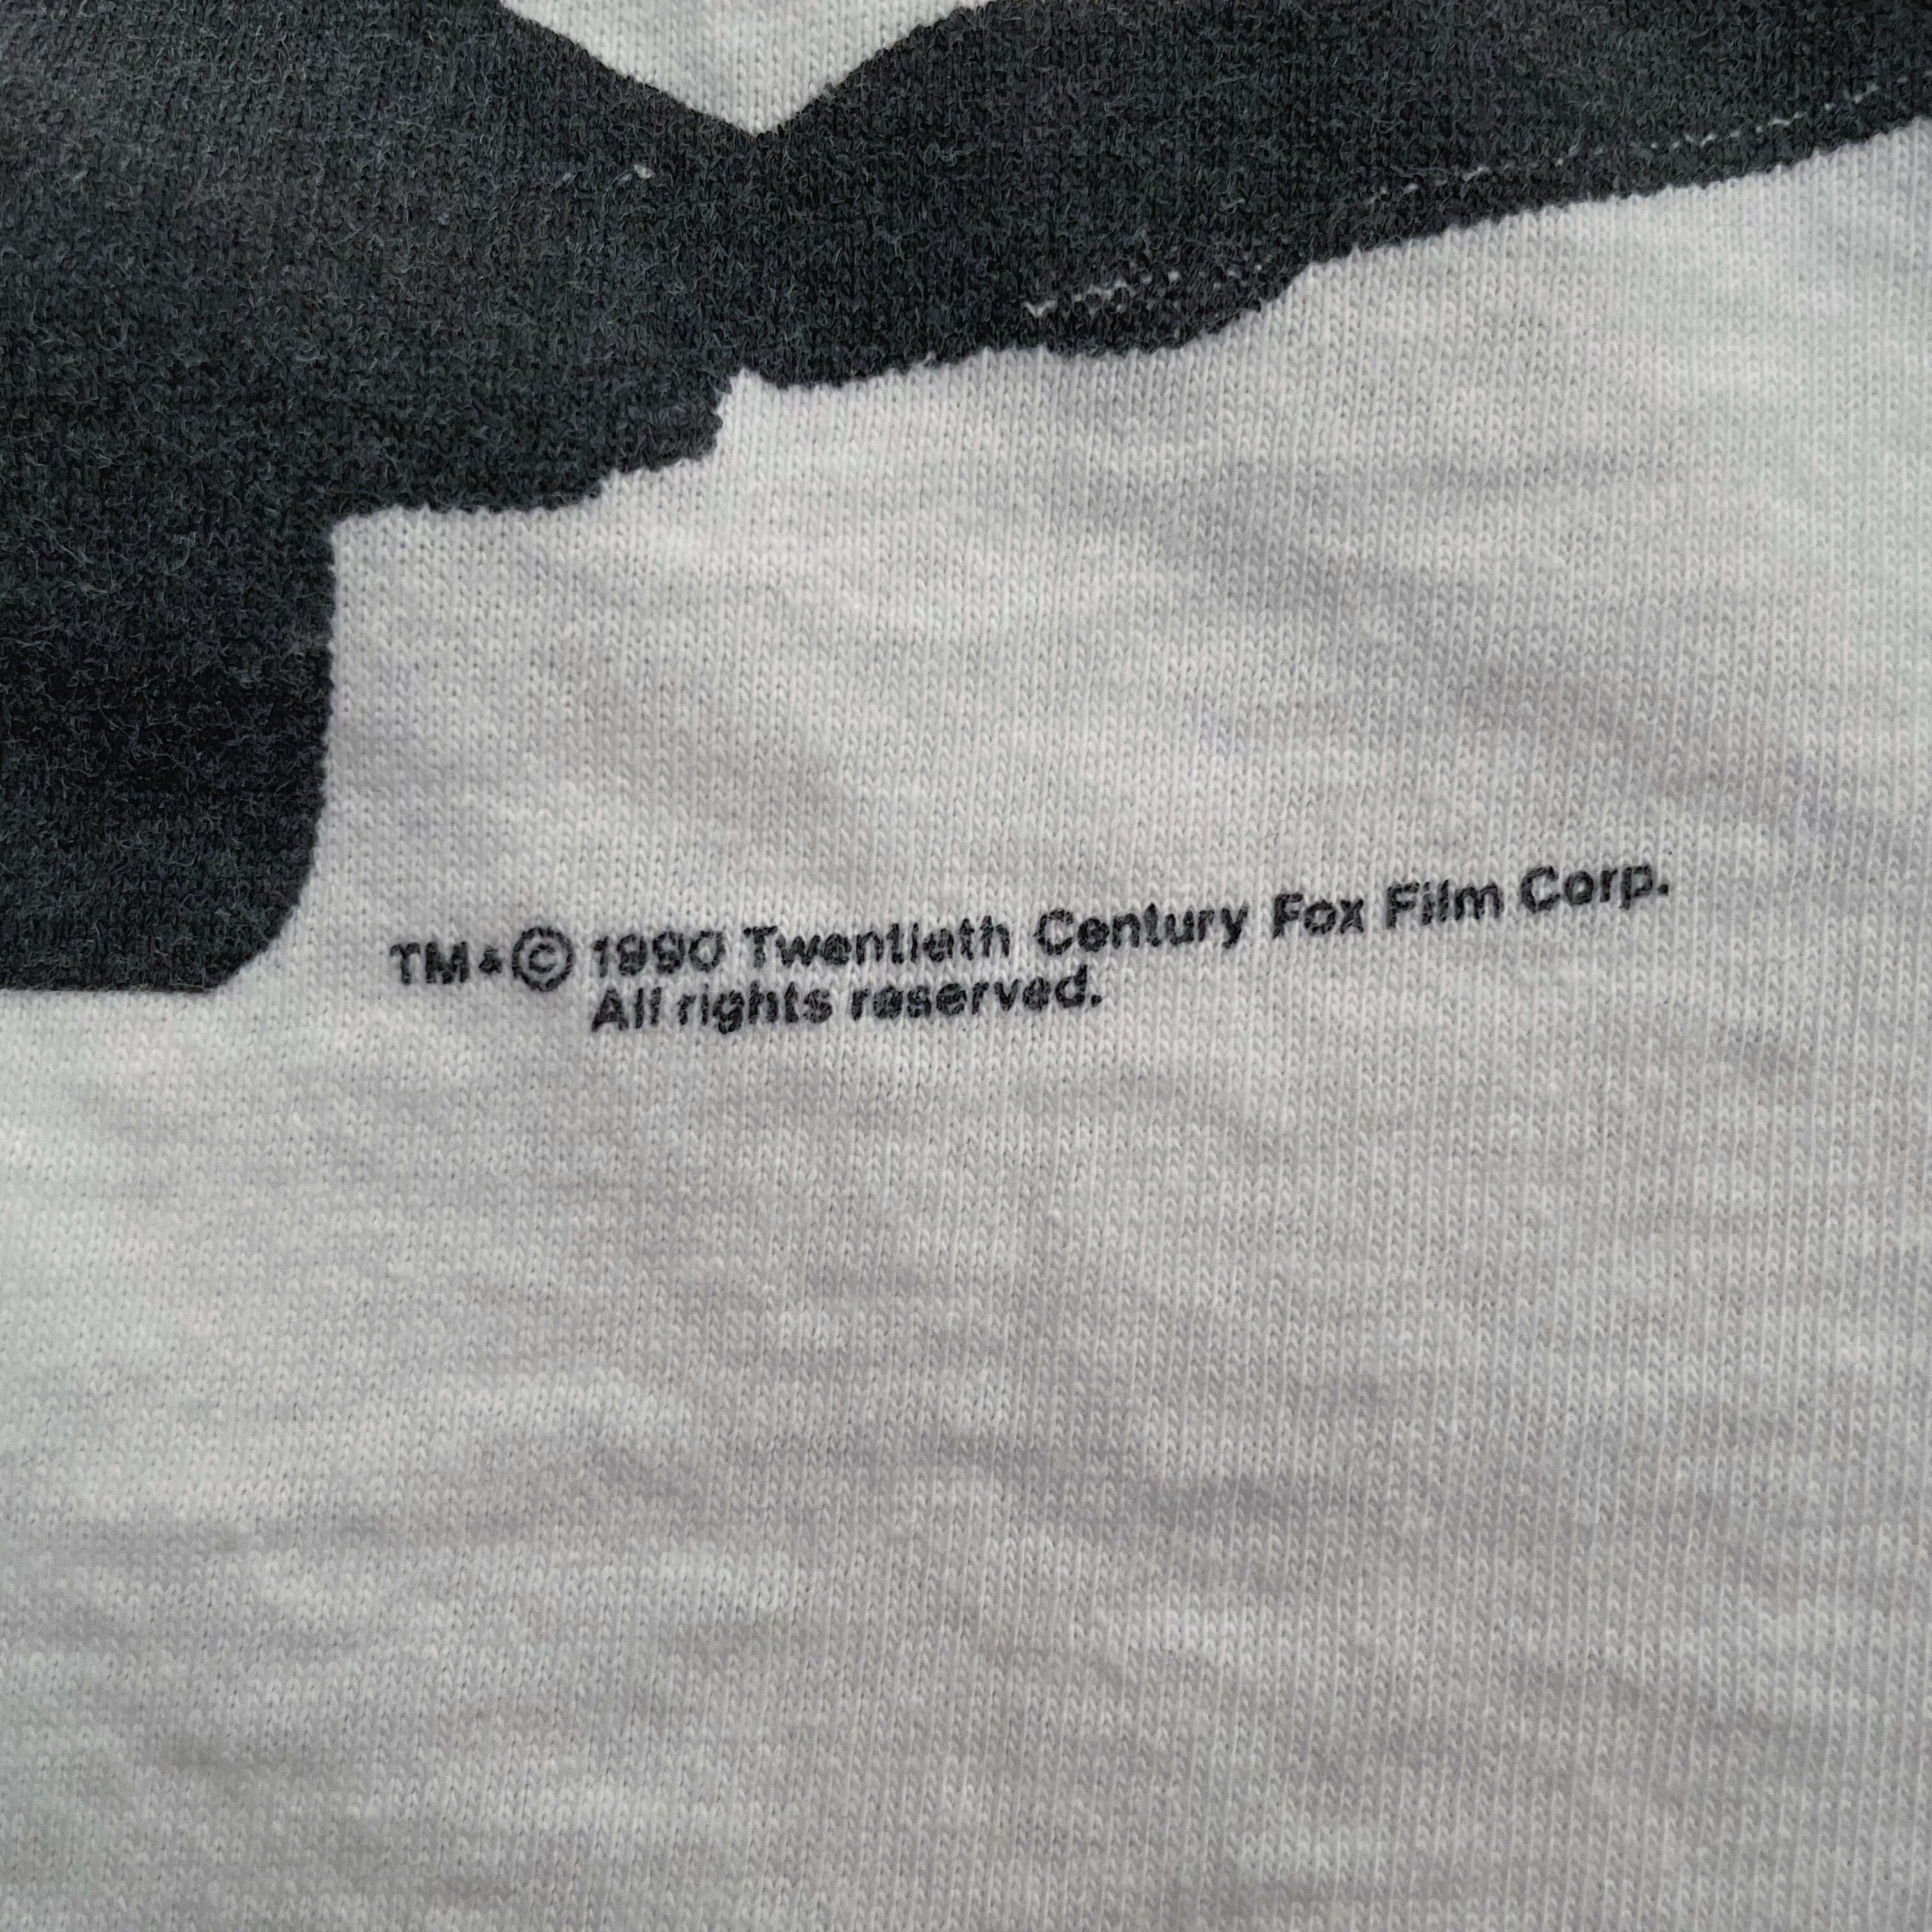 TM & © 1990 Twentieth Century Fox Film Corp.
All rights reserved.